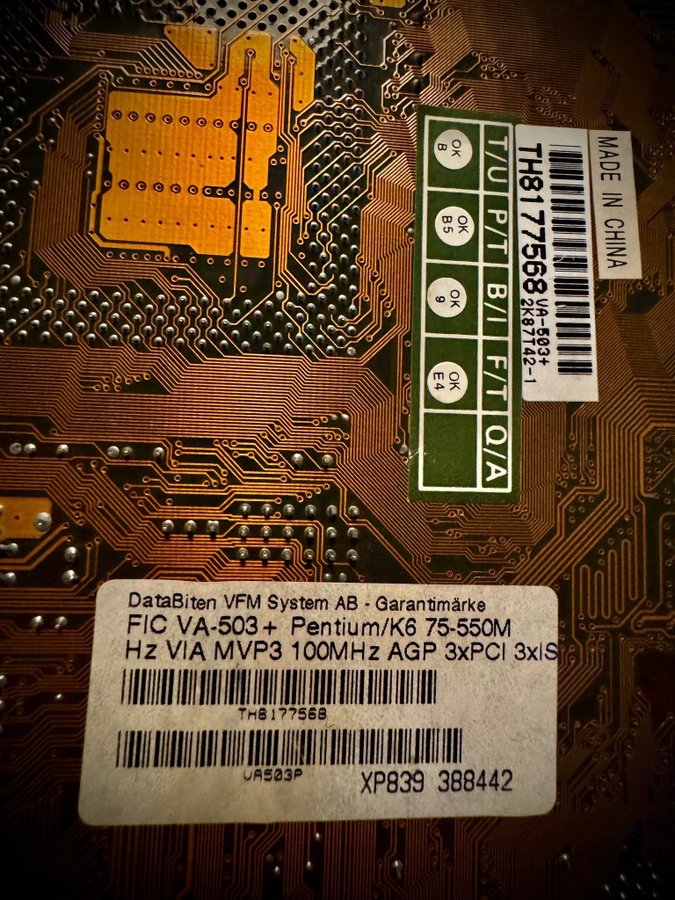 MADE IN CHINA
TH8177568
VA-503+
2K87T42-1
T/U P/T B/I F/T Q/A
OK B
OK B5
OK 9
OK E4
DataBiten VFM System AB - Garantimärke
FIC VA-503+ Pentium/K6 75-550M
Hz VIA MVP3 100MHz AGP 3xPCI 3xIS
TH8177568
VA503P
XP839 388442